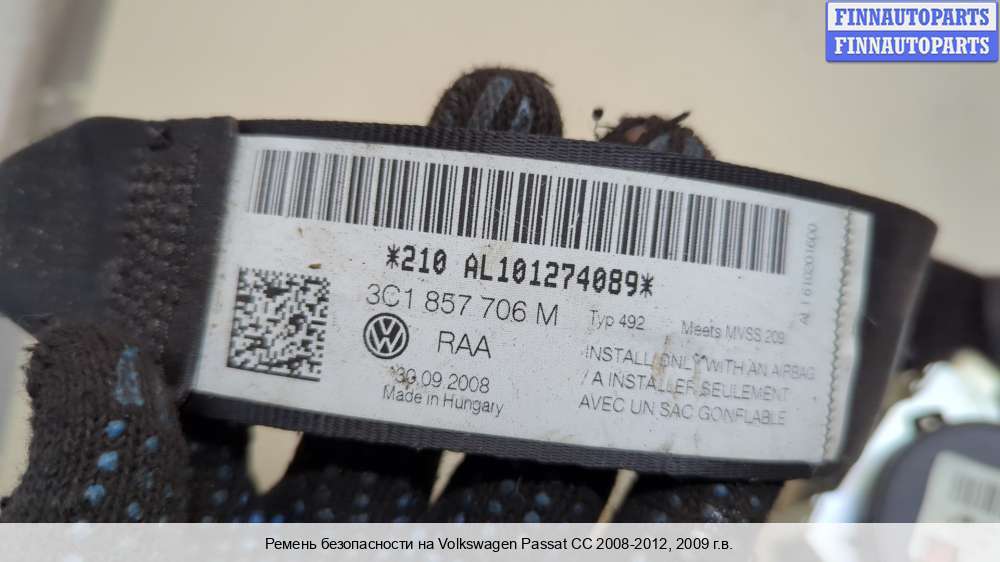 FINNAUTOPARTS
FINNAUTOPARTS
*210 AL101274089*
3C1 857 706 M
Typ 492
Meets MVSS 209
RAA
30.09.2008
Made in Hungary
INSTALL ONLY WITH AN AIRBAG
/ A INSTALLER SEULEMENT
AVEC UN SAC GONFLABLE
Ремень безопасности на Volkswagen Passat CC 2008-2012, 2009 г.в.